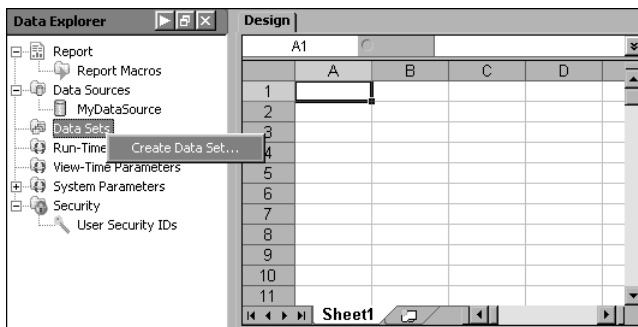 Data Explorer
Report
Report Macros
Data Sources
MyDataSource
Data Sets
Create Data Set...
Run-Time
View-Time Parameters
System Parameters
Security
User Security IDs
Design
A1
A B C D
1
2
3
4
5
6
7
8
9
10
11
Sheet1